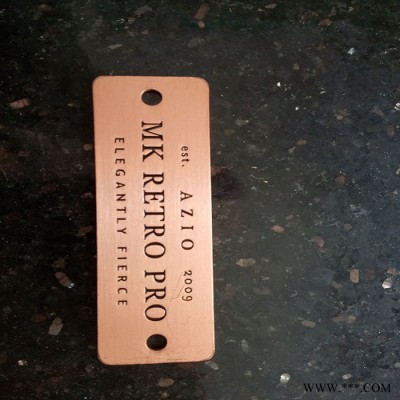 est. AZIO 2009
MK RETRO PRO
ELEGANTLY FIERCE
WWW.***.COM